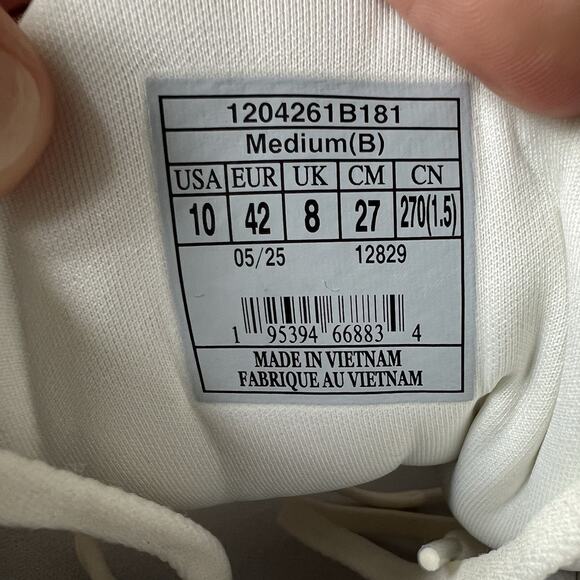 1204261B181
Medium(B)
USA EUR UK CM CN
10 42 8 27 270(1.5)
05/25 12829
1 95394 66883 4
MADE IN VIETNAM
FABRIQUE AU VIETNAM